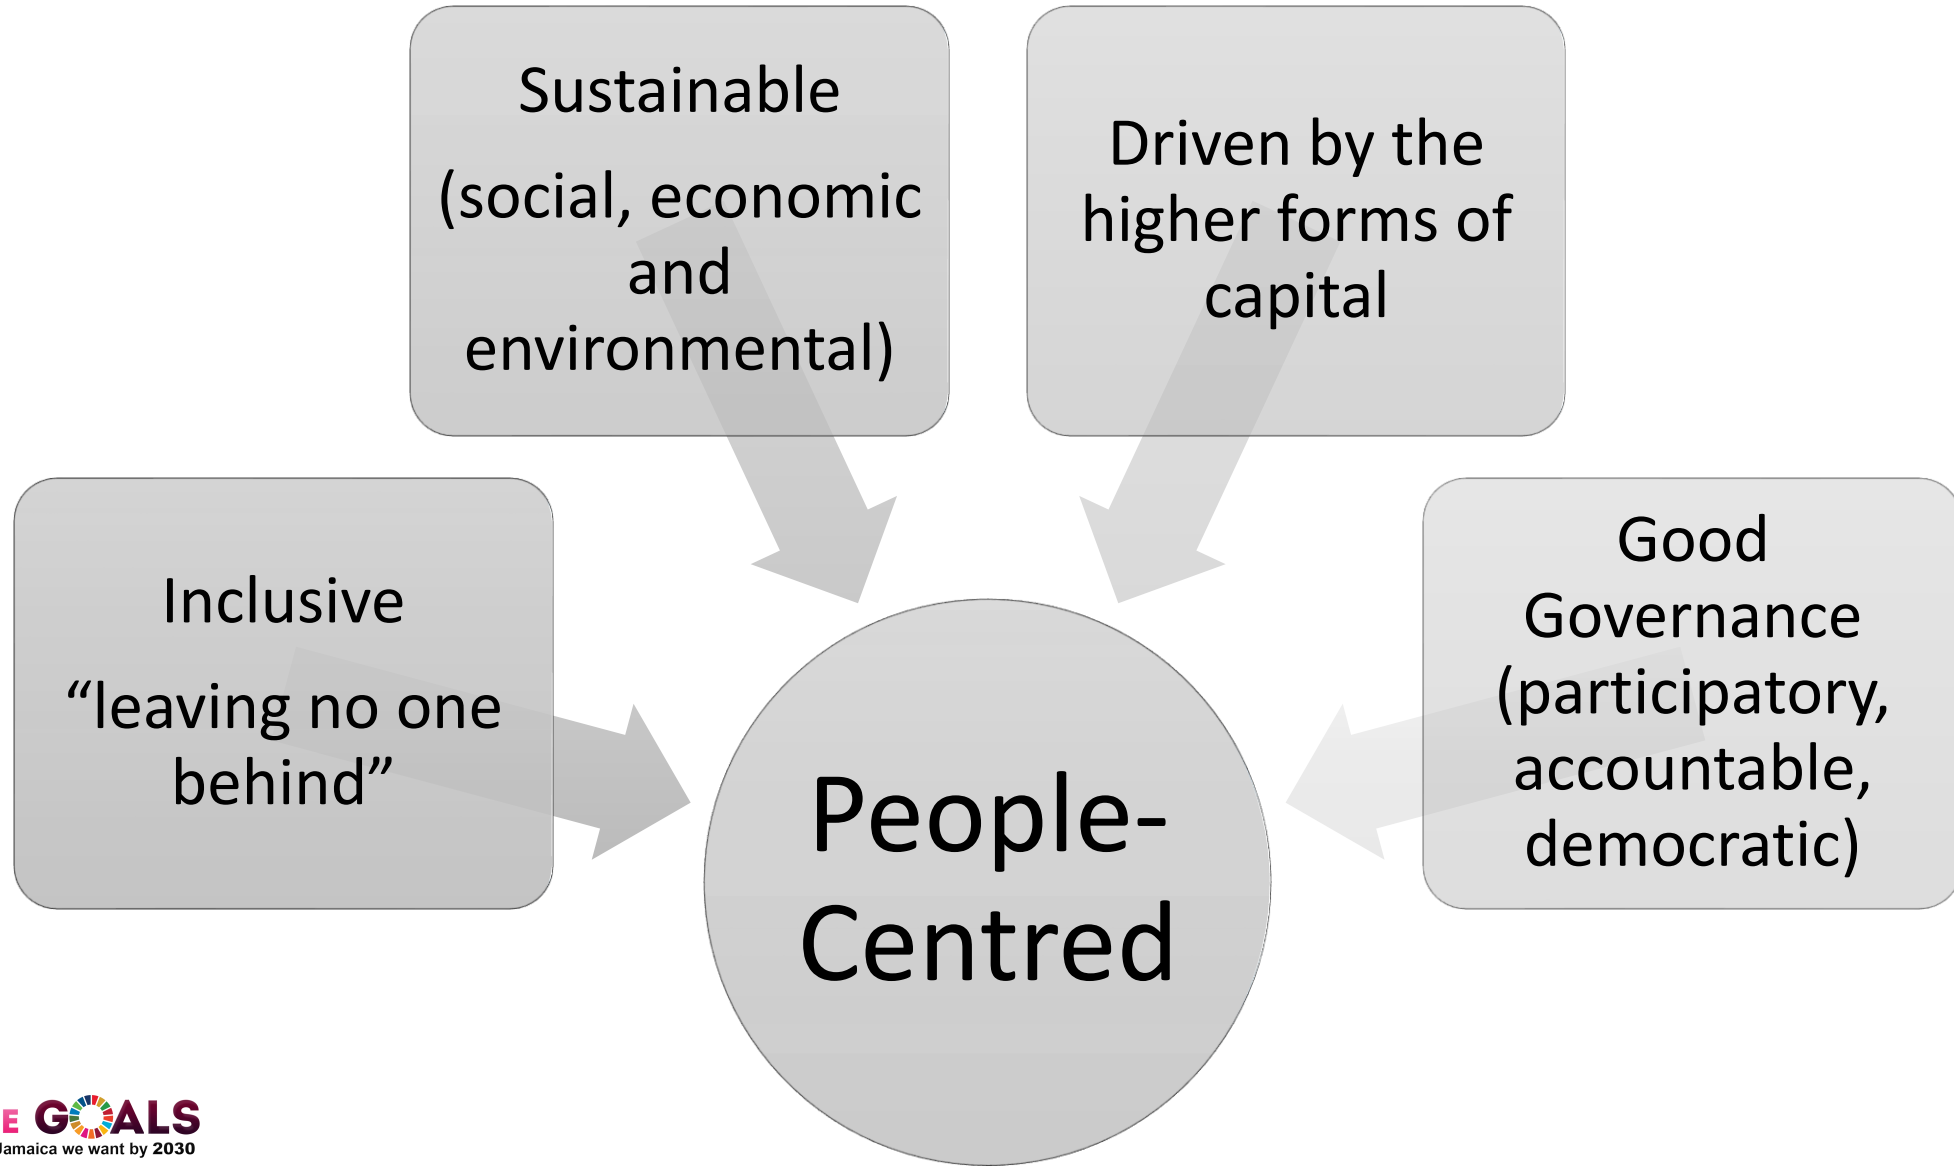 Sustainable
(social, economic
and
environmental)
Driven by the
higher forms of
capital
Inclusive
“leaving no one
behind”
Good
Governance
(participatory,
accountable,
democratic)
People-
Centred
E GOALS
Jamaica we want by 2030